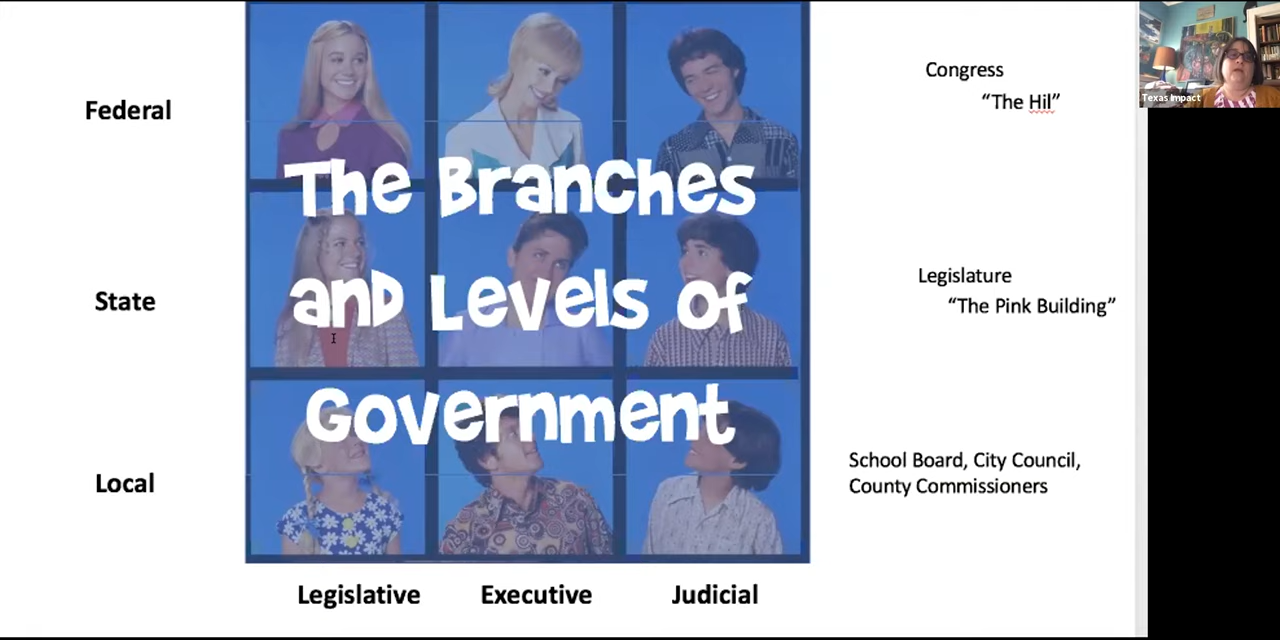 Federal
Congress
“The Hil”
The Branches
and Levels of
Government
State
Legislature
“The Pink Building”
Local
School Board, City Council,
County Commissioners
Legislative
Executive
Judicial
Texas Impact